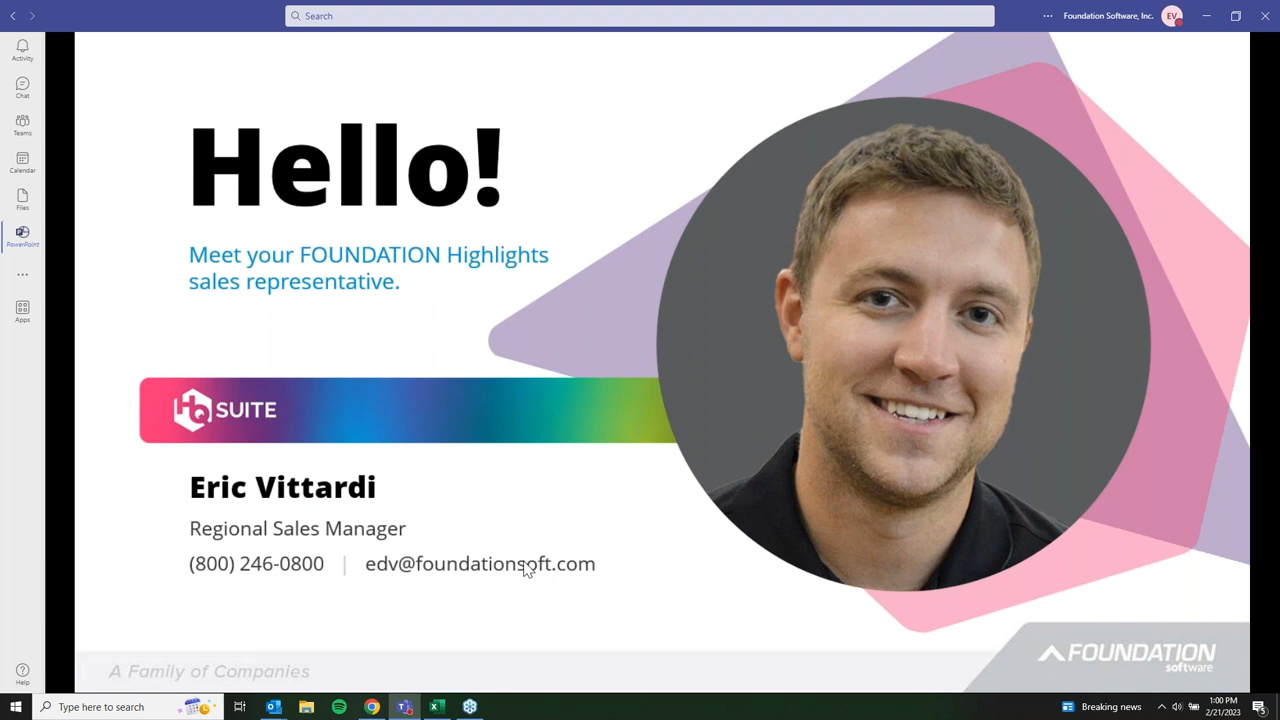 Search
Foundation Software, Inc.
EV
Activity
Chat
Teams
Calendar
Files
PowerPoint
Apps
Help
Hello!
Meet your FOUNDATION Highlights
sales representative.
HQ SUITE
Eric Vittardi
Regional Sales Manager
(800) 246-0800 | edv@foundationsoft.com
A Family of Companies
FOUNDATION
software
Type here to search
Breaking news
1:00 PM
2/21/2023